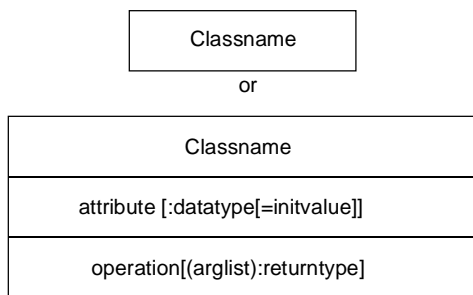 Classname
or
Classname
attribute [:datatype[=initvalue]]
operation[(arglist):returntype]